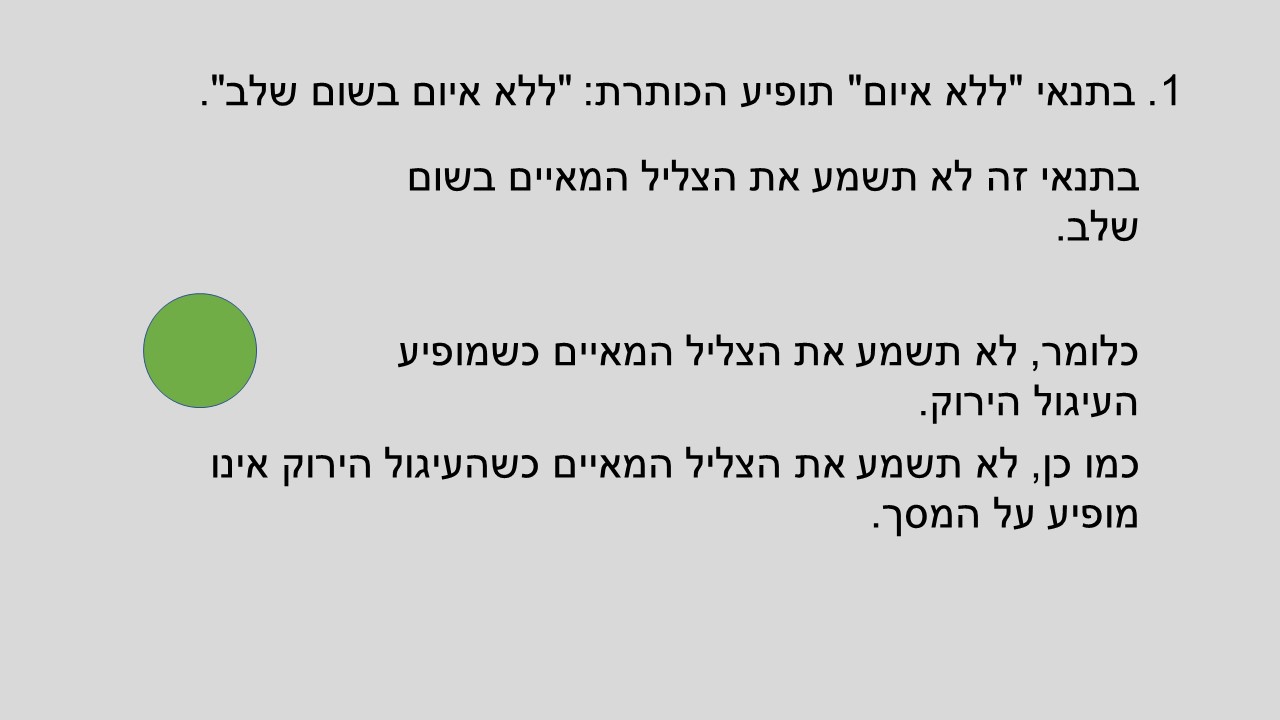 1. בתנאי "ללא איום" תופיע הכותרת: "ללא איום בשום שלב".
בתנאי זה לא תשמע את הצליל המאיים בשום
שלב.
כלומר, לא תשמע את הצליל המאיים כשמופיע
העיגול הירוק.
כמו כן, לא תשמע את הצליל המאיים כשהעיגול הירוק אינו
מופיע על המסך.